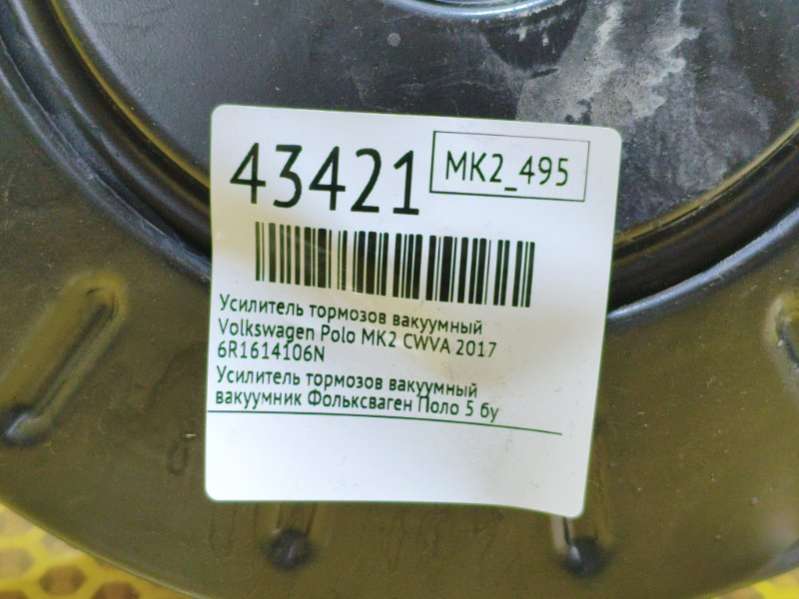 43421
MK2_495
Усилитель тормозов вакуумный
Volkswagen Polo MK2 CWVA 2017
6R1614106N
Усилитель тормозов вакуумный
вакуумник Фольксваген Поло 5 бу